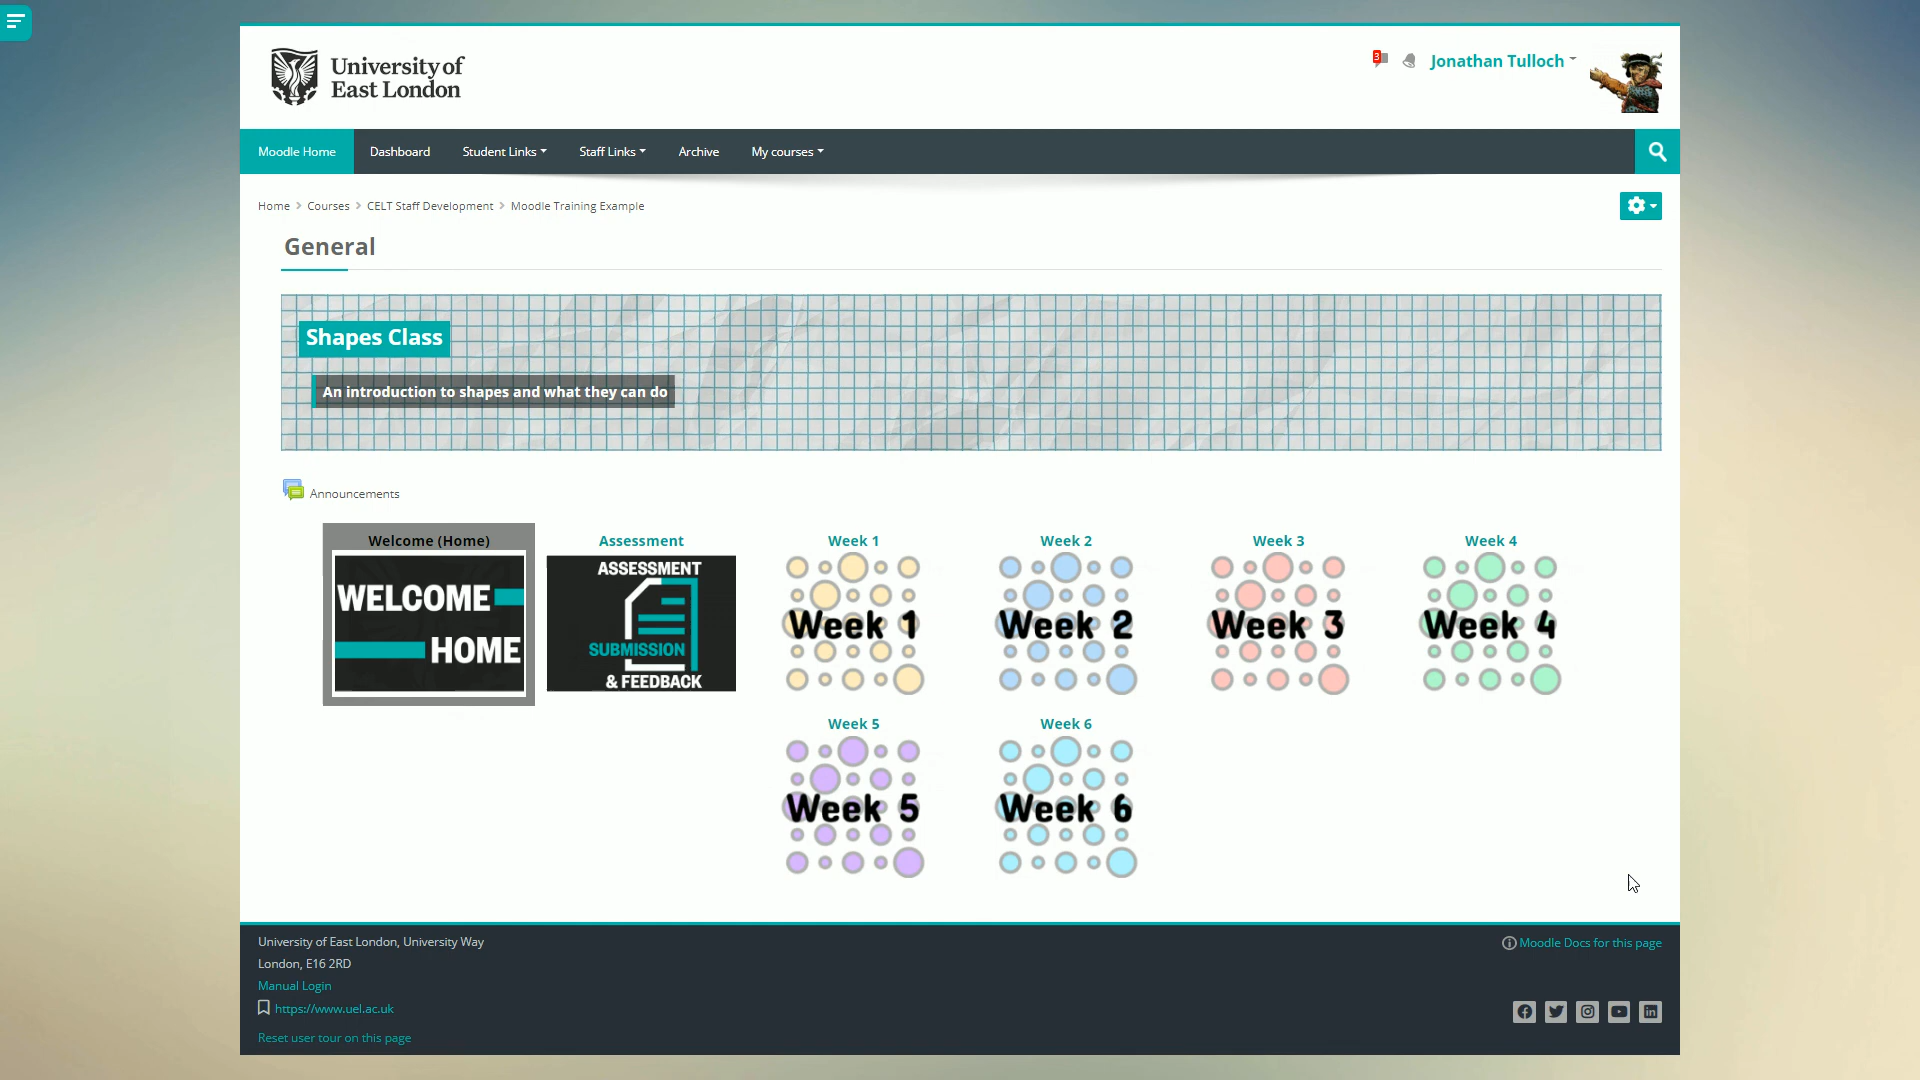 University of
East London
3
Jonathan Tulloch
Moodle Home
Dashboard
Student Links
Staff Links
Archive
My courses
Home
Courses
CELT Staff Development
Moodle Training Example
General
Shapes Class
An introduction to shapes and what they can do
Announcements
Welcome (Home)
WELCOME
HOME
Assessment
ASSESSMENT
SUBMISSION
& FEEDBACK
Week 1
Week 1
Week 2
Week 2
Week 3
Week 3
Week 4
Week 4
Week 5
Week 5
Week 6
Week 6
University of East London, University Way
London, E16 2RD
Manual Login
https://www.uel.ac.uk
Reset user tour on this page
Moodle Docs for this page